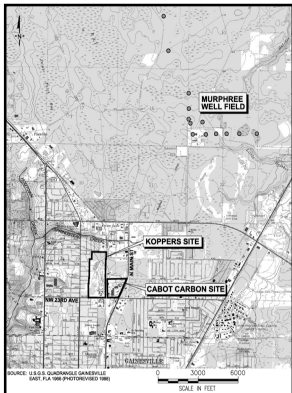 N
MURPHREE
WELL FIELD
KOPPERS SITE
N MAIN ST
CABOT CARBON SITE
NW 23RD AVE
GAINESVILLE
SOURCE: U.S.G.S. QUADRANGLE GAINESVILLE
EAST, FLA 1966 (PHOTOREVISED 1988)
0 3000 6000
SCALE IN FEET